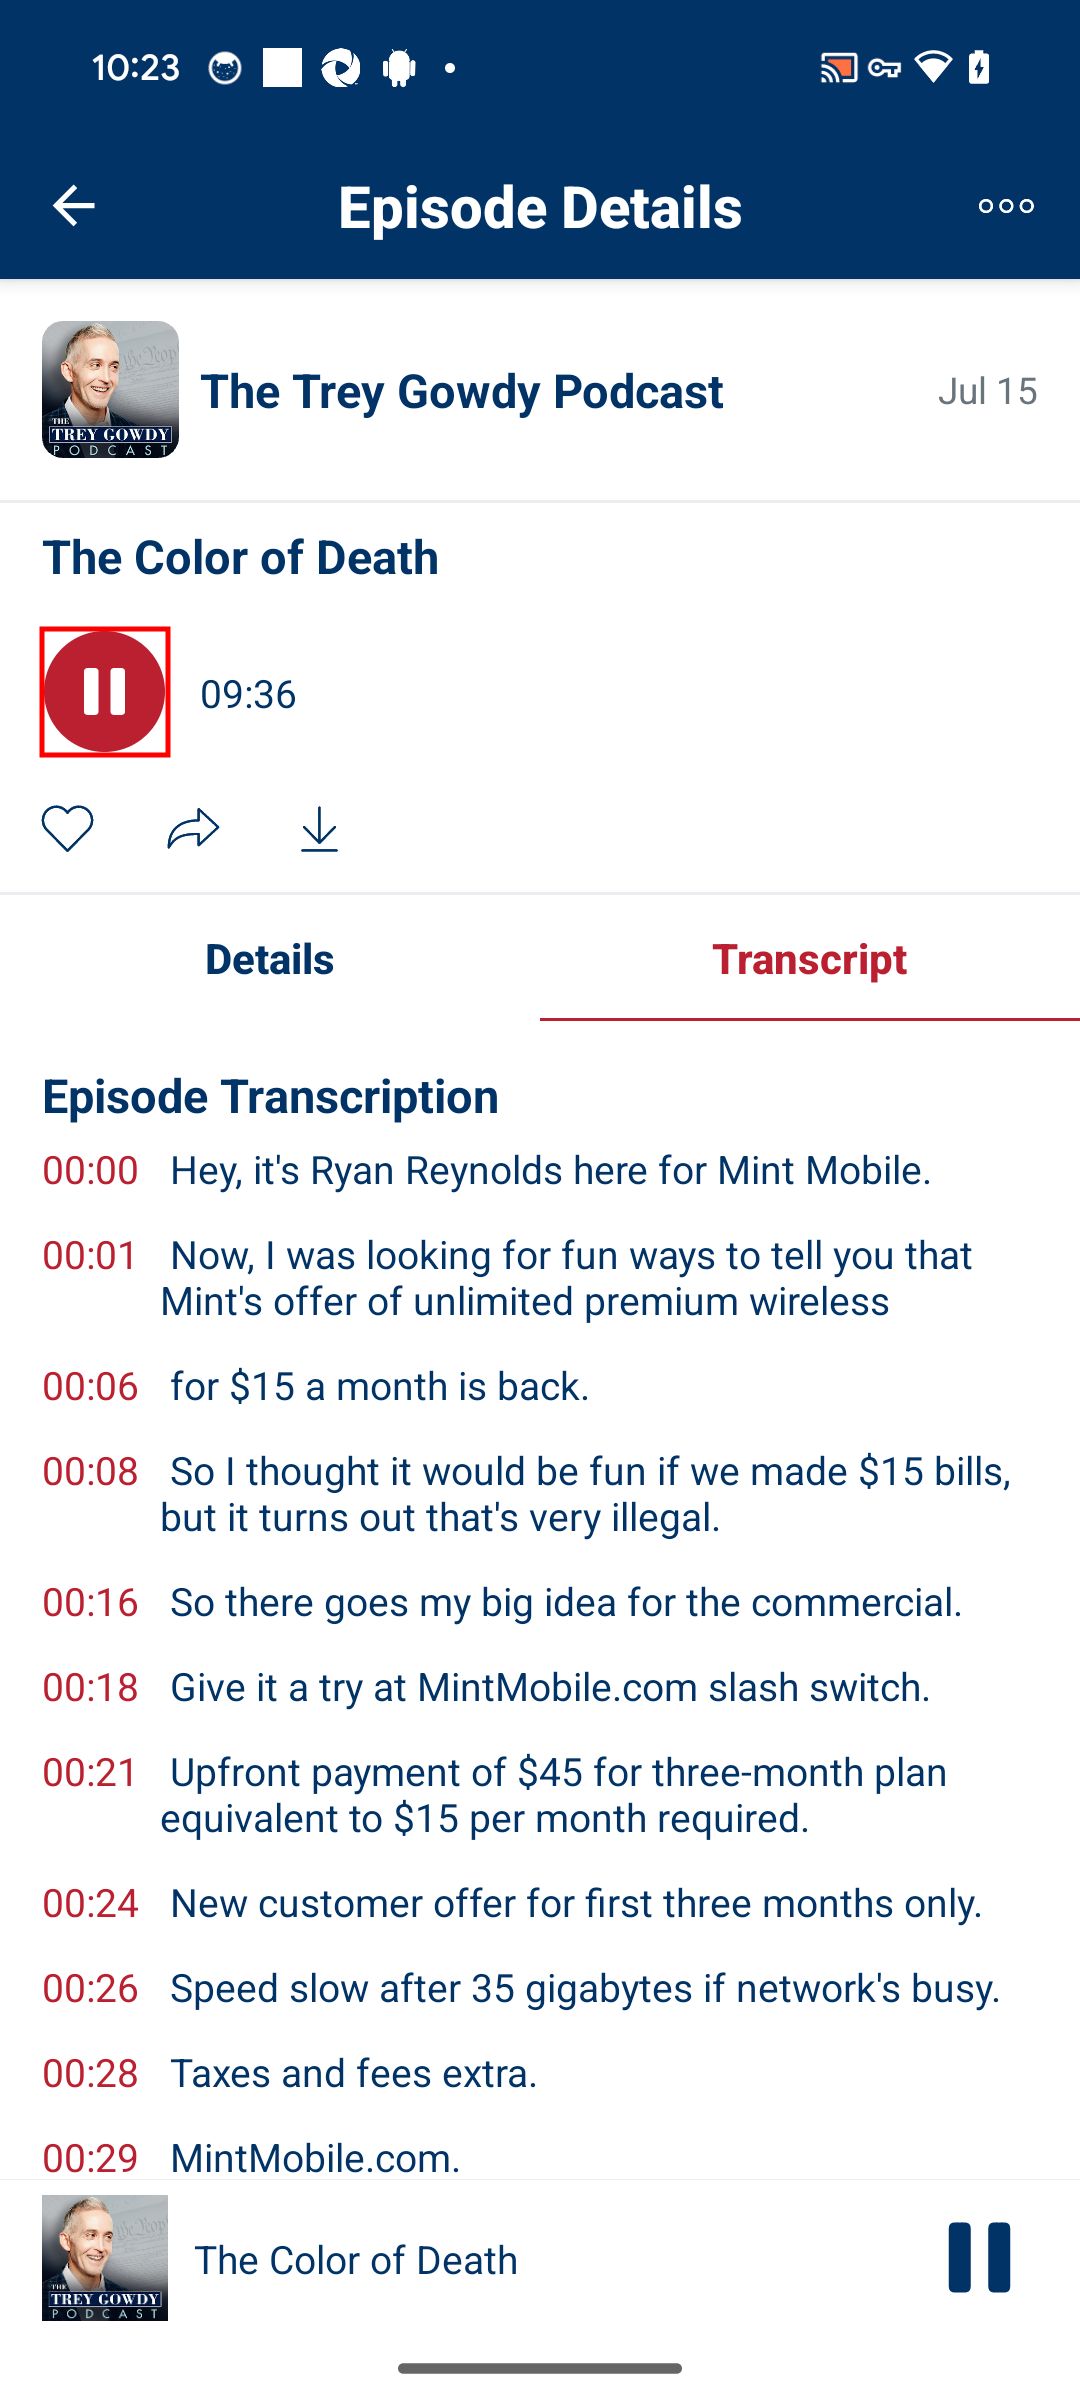 10:23
Episode Details
THE
TREY GOWDY
PODCAST
The Trey Gowdy Podcast
Jul 15
The Color of Death
09:36
Details
Transcript
Episode Transcription
00:00 Hey, it's Ryan Reynolds here for Mint Mobile.
00:01 Now, I was looking for fun ways to tell you that
Mint's offer of unlimited premium wireless
00:06 for $15 a month is back.
00:08 So I thought it would be fun if we made $15 bills,
but it turns out that's very illegal.
00:16 So there goes my big idea for the commercial.
00:18 Give it a try at MintMobile.com slash switch.
00:21 Upfront payment of $45 for three-month plan
equivalent to $15 per month required.
00:24 New customer offer for first three months only.
00:26 Speed slow after 35 gigabytes if network's busy.
00:28 Taxes and fees extra.
00:29 MintMobile.com.
THE
TREY GOWDY
PODCAST
The Color of Death